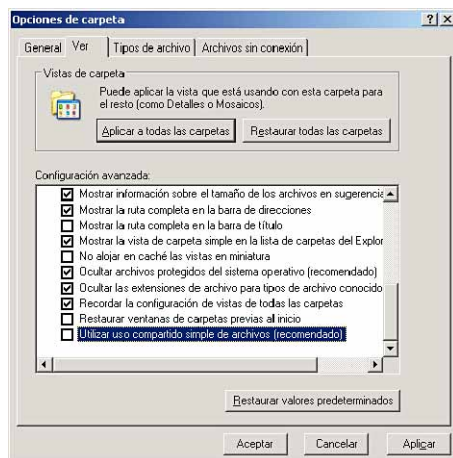 Opciones de carpeta
General Ver Tipos de archivo Archivos sin conexión
Vistas de carpeta
Puede aplicar la vista que está usando con esta carpeta para
el resto (como Detalles o Mosaicos).
Aplicar a todas las carpetas Restaurar todas las carpetas
Configuración avanzada:
Mostrar información sobre el tamaño de los archivos en sugerencia
Mostrar la ruta completa en la barra de direcciones
Mostrar la ruta completa en la barra de título
Mostrar la vista de carpeta simple en la lista de carpetas del Explor
No alojar en caché las vistas en miniatura
Ocultar archivos protegidos del sistema operativo (recomendado)
Ocultar las extensiones de archivo para tipos de archivo conocido
Recordar la configuración de vistas de todas las carpetas
Restaurar ventanas de carpetas previas al inicio
Utilizar uso compartido simple de archivos (recomendado)
Restaurar valores predeterminados
Aceptar Cancelar Aplicar